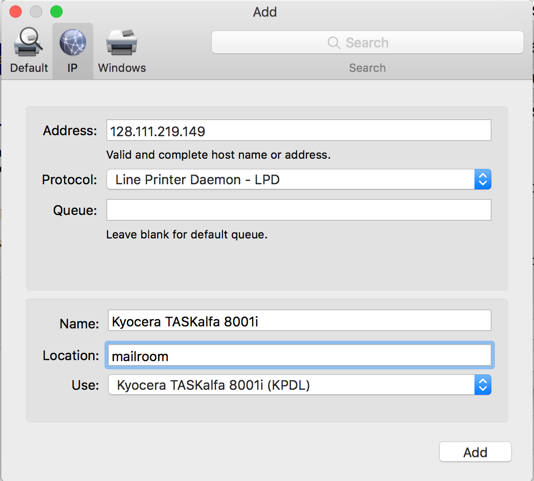 Add
Search
Default IP Windows Search
Address: 128.111.219.149
Valid and complete host name or address.
Protocol: Line Printer Daemon - LPD
Queue:
Leave blank for default queue.
Name: Kyocera TASKalfa 8001i
Location: mailroom
Use: Kyocera TASKalfa 8001i (KPDL)
Add